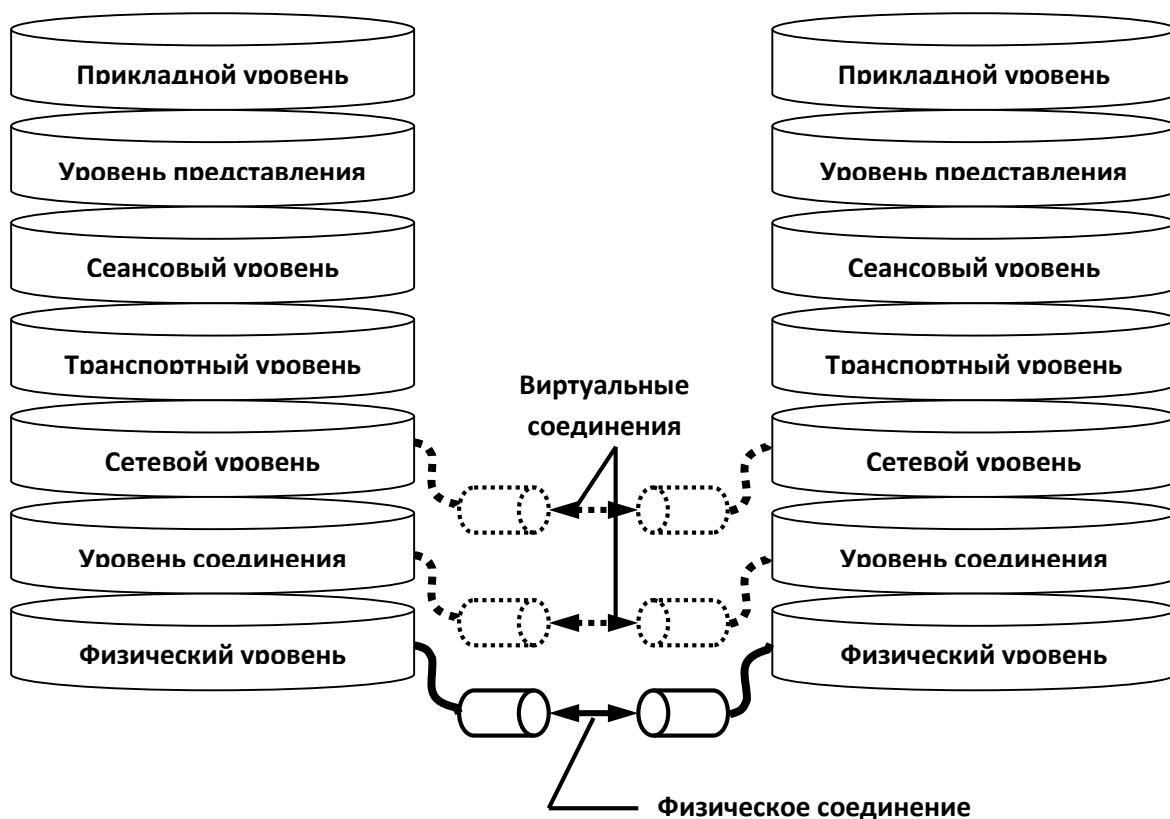 Прикладной уровень
Уровень представления
Сеансовый уровень
Транспортный уровень
Сетевой уровень
Уровень соединения
Физический уровень
Виртуальные
соединения
Прикладной уровень
Уровень представления
Сеансовый уровень
Транспортный уровень
Сетевой уровень
Уровень соединения
Физический уровень
Физическое соединение